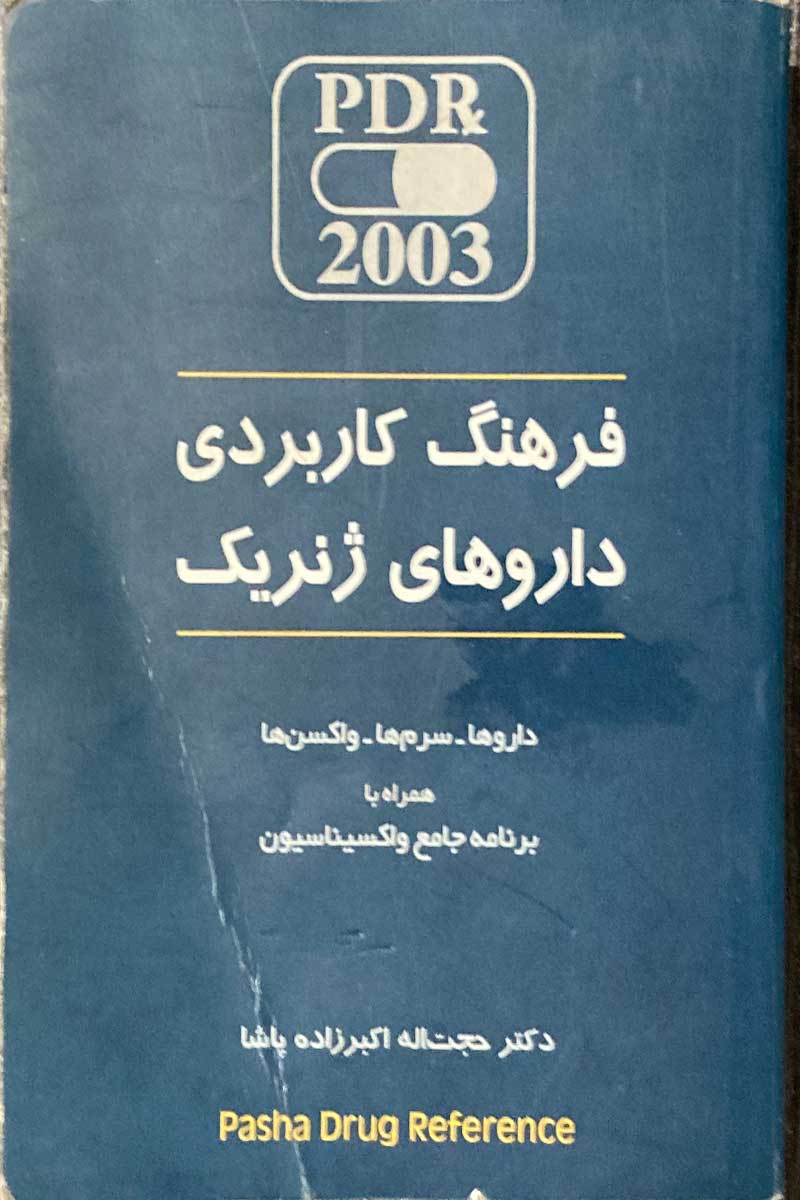 PDR
2003
فرهنگ کاربردی
داروهای ژنریک
داروها - سرم‌ها - واکسن‌ها
همراه با
برنامه جامع واکسیناسیون
دکتر حجت‌اله اکبرزاده پاشا
Pasha Drug Reference